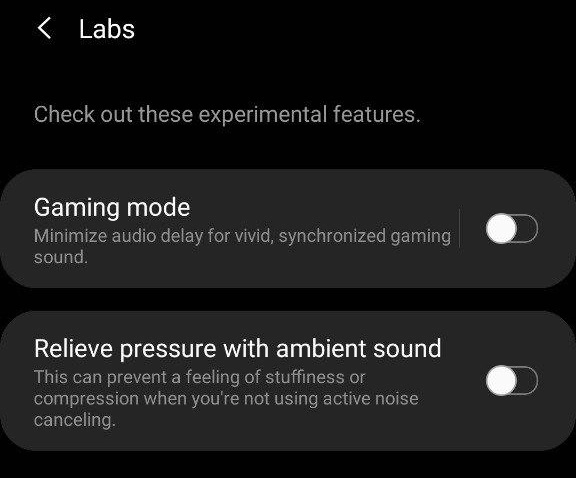 Labs
Check out these experimental features.
Gaming mode
Minimize audio delay for vivid, synchronized gaming
sound.
Relieve pressure with ambient sound
This can prevent a feeling of stuffiness or
compression when you're not using active noise
canceling.